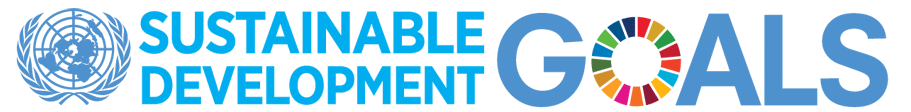 SUSTAINABLE
DEVELOPMENT
GOALS